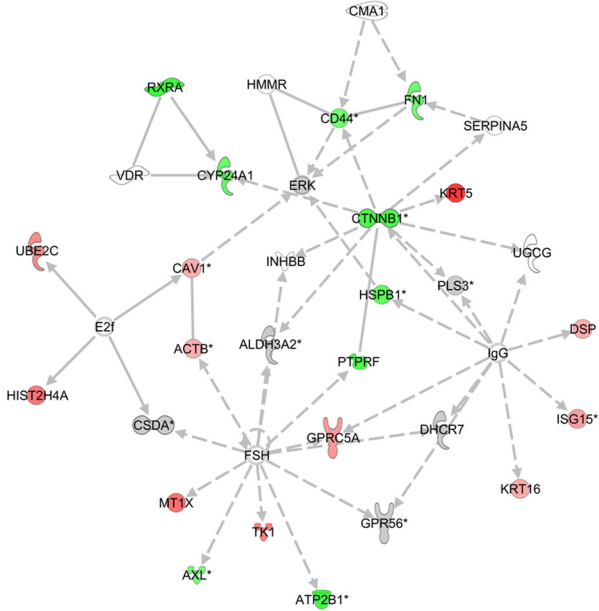 CMA1
RXRA
HMMR
FN1
CD44*
SERPINA5
VDR
CYP24A1
ERK
KRT5
CTNNB1*
UBE2C
CAV1*
INHBB
UGCG
PLS3*
HSPB1*
E2f
DSP
ACTB*
ALDH3A2*
PTPRF
IgG
HIST2H4A
ISG15*
CSDA*
GPRC5A
DHCR7
FSH
KRT16
MT1X
GPR56*
TK1
AXL*
ATP2B1*